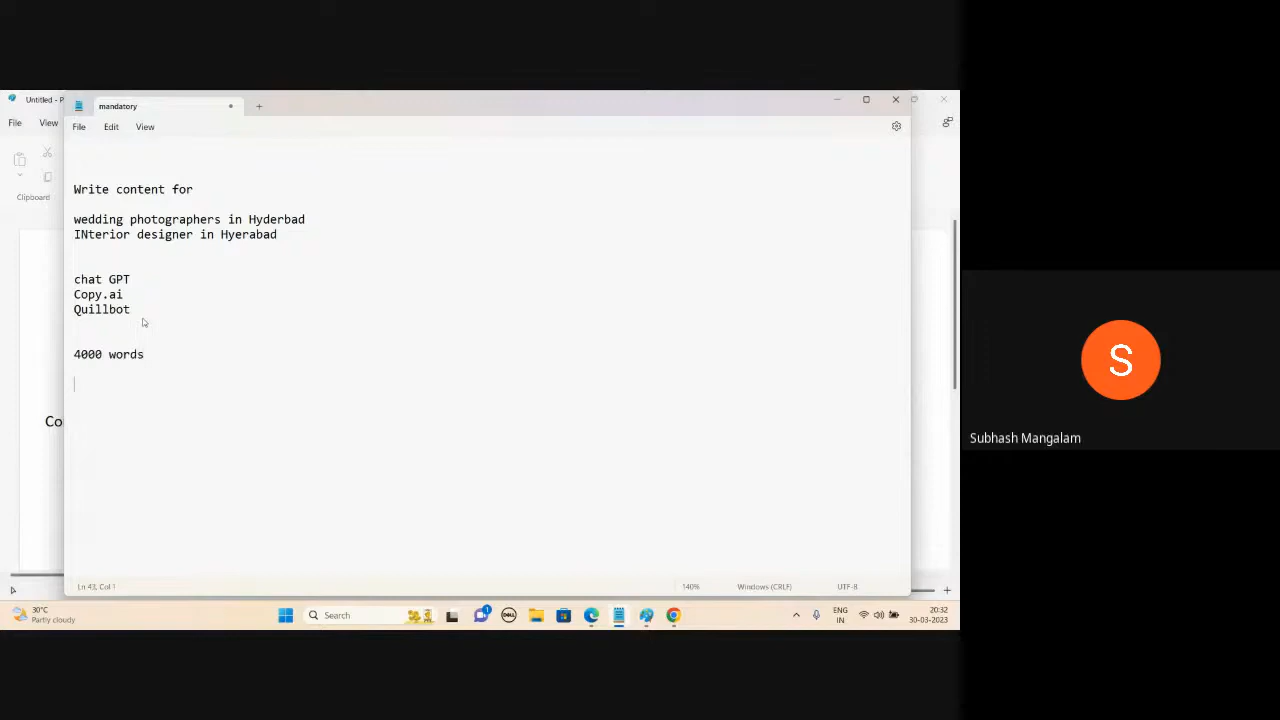 Untitled - P
mandatory
File Edit View
File View
Clipboard
Write content for
wedding photographers in Hyderbad
INterior designer in Hyerabad
chat GPT
Copy.ai
Quillbot
4000 words
Co
S
Subhash Mangalam
Ln 43, Col 1 140% Windows (CRLF) UTF-8
30°C
Partly cloudy
Search
1
DELL
ENG
IN
20:32
30-03-2023